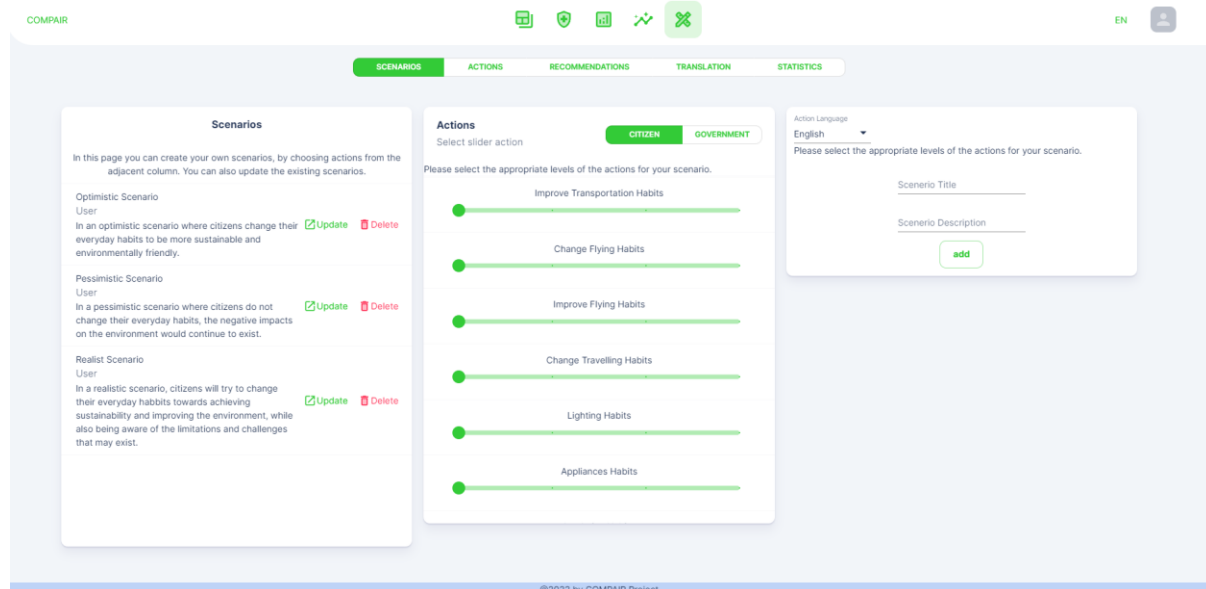 COMPAIR
EN
SCENARIOS
ACTIONS
RECOMMENDATIONS
TRANSLATION
STATISTICS
Scenarios
In this page you can create your own scenarios, by choosing actions from the
adjacent column. You can also update the existing scenarios.
Optimistic Scenario
User
In an optimistic scenario where citizens change their
everyday habits to be more sustainable and
environmentally friendly.
Update
Delete
Pessimistic Scenario
User
In a pessimistic scenario where citizens do not
change their everyday habits, the negative impacts
on the environment would continue to exist.
Update
Delete
Realist Scenario
User
In a realistic scenario, citizens will try to change
their everyday habbits towards achieving
sustainability and improving the environment, while
also being aware of the limitations and challenges
that may exist.
Update
Delete
Actions
Select slider action
CITIZEN
GOVERNMENT
Please select the appropriate levels of the actions for your scenario.
Improve Transportation Habits
Change Flying Habits
Improve Flying Habits
Change Travelling Habits
Lighting Habits
Appliances Habits
Action Language
English
Please select the appropriate levels of the actions for your scenario.
Scenerio Title
Scenerio Description
add
@2022 by COMPAIR Project